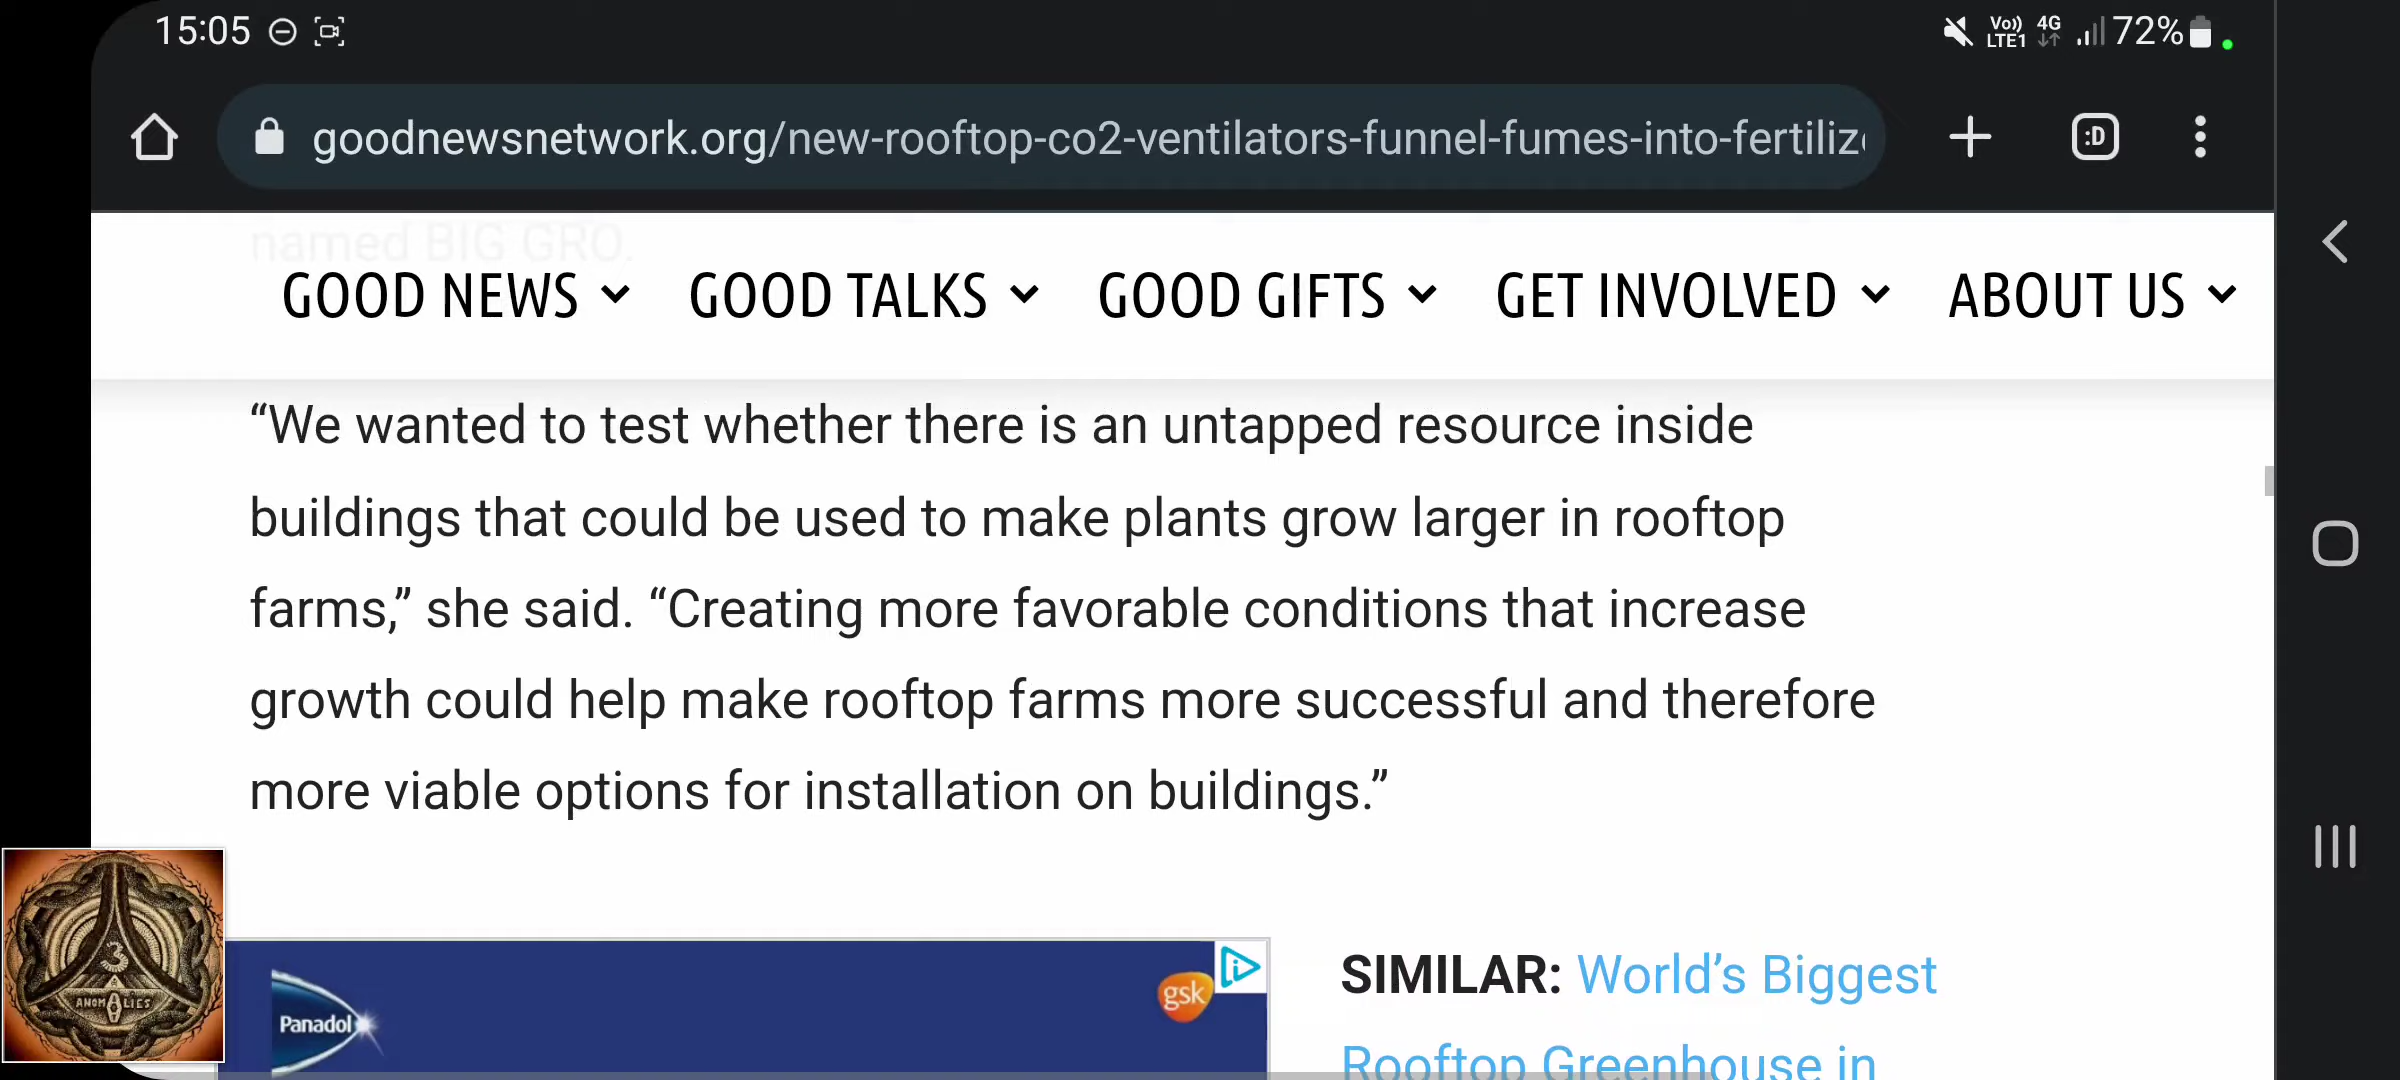 15:05
Vo)) LTE1 4G 72%
goodnewsnetwork.org/new-rooftop-co2-ventilators-funnel-fumes-into-fertiliz
:D
named BIG GRO.
GOOD NEWS GOOD TALKS GOOD GIFTS GET INVOLVED ABOUT US
“We wanted to test whether there is an untapped resource inside
buildings that could be used to make plants grow larger in rooftop
farms,” she said. “Creating more favorable conditions that increase
growth could help make rooftop farms more successful and therefore
more viable options for installation on buildings.”
3
ANOMALIES
Panadol
gsk
SIMILAR: World’s Biggest
Rooftop Greenhouse in